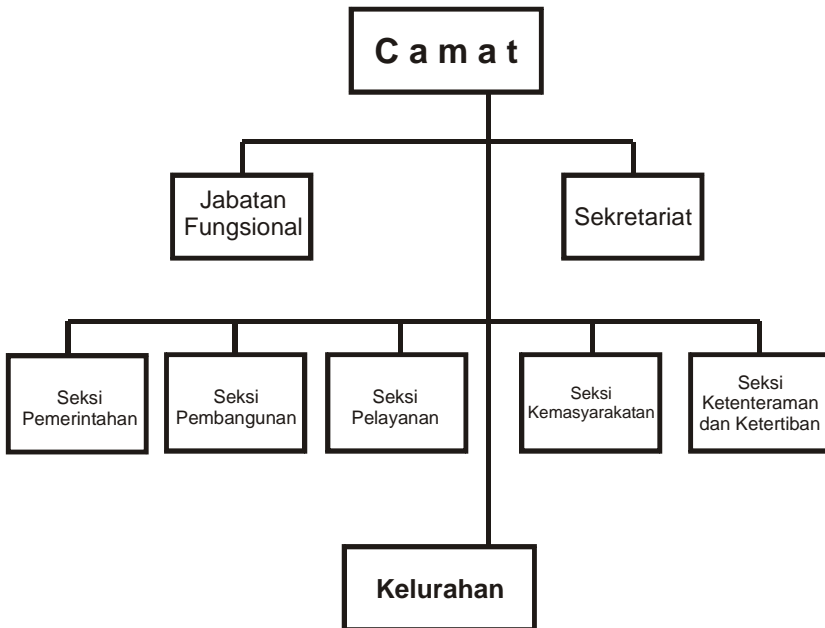 C a m a t
Jabatan
Fungsional
Sekretariat
Seksi
Pemerintahan
Seksi
Pembangunan
Seksi
Pelayanan
Seksi
Kemasyarakatan
Seksi
Ketenteraman
dan Ketertiban
Kelurahan